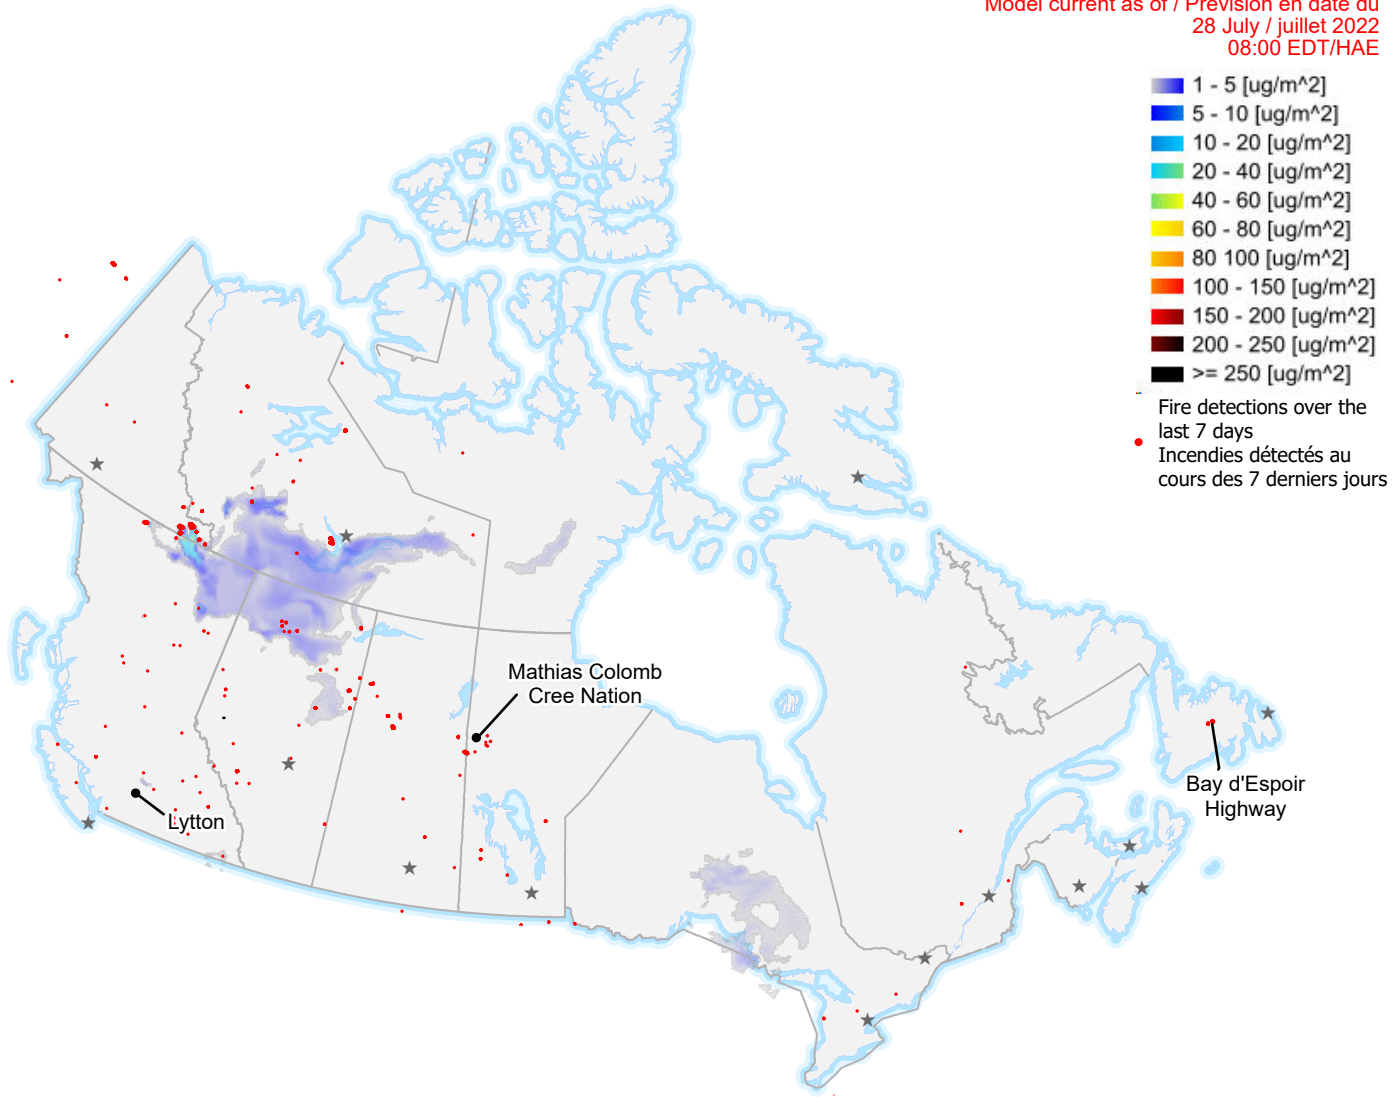 Model current as of / Prévision en date du
28 July / juillet 2022
08:00 EDT/HAE
1 - 5 [ug/m^2]
5 - 10 [ug/m^2]
10 - 20 [ug/m^2]
20 - 40 [ug/m^2]
40 - 60 [ug/m^2]
60 - 80 [ug/m^2]
80 100 [ug/m^2]
100 - 150 [ug/m^2]
150 - 200 [ug/m^2]
200 - 250 [ug/m^2]
>= 250 [ug/m^2]
Fire detections over the
last 7 days
Incendies détectés au
cours des 7 derniers jours
Mathias Colomb
Cree Nation
Bay d'Espoir
Highway
Lytton